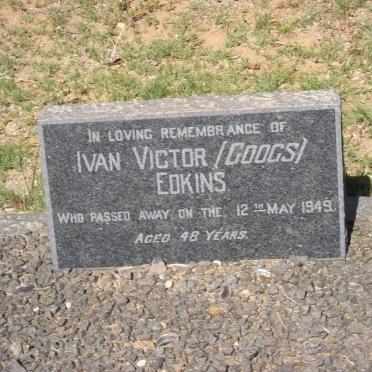 IN LOVING REMEMBRANCE OF
IVAN VICTOR (GOOGS)
EDKINS
WHO PASSED AWAY ON THE. 12TH MAY 1949.
AGED 48 YEARS.